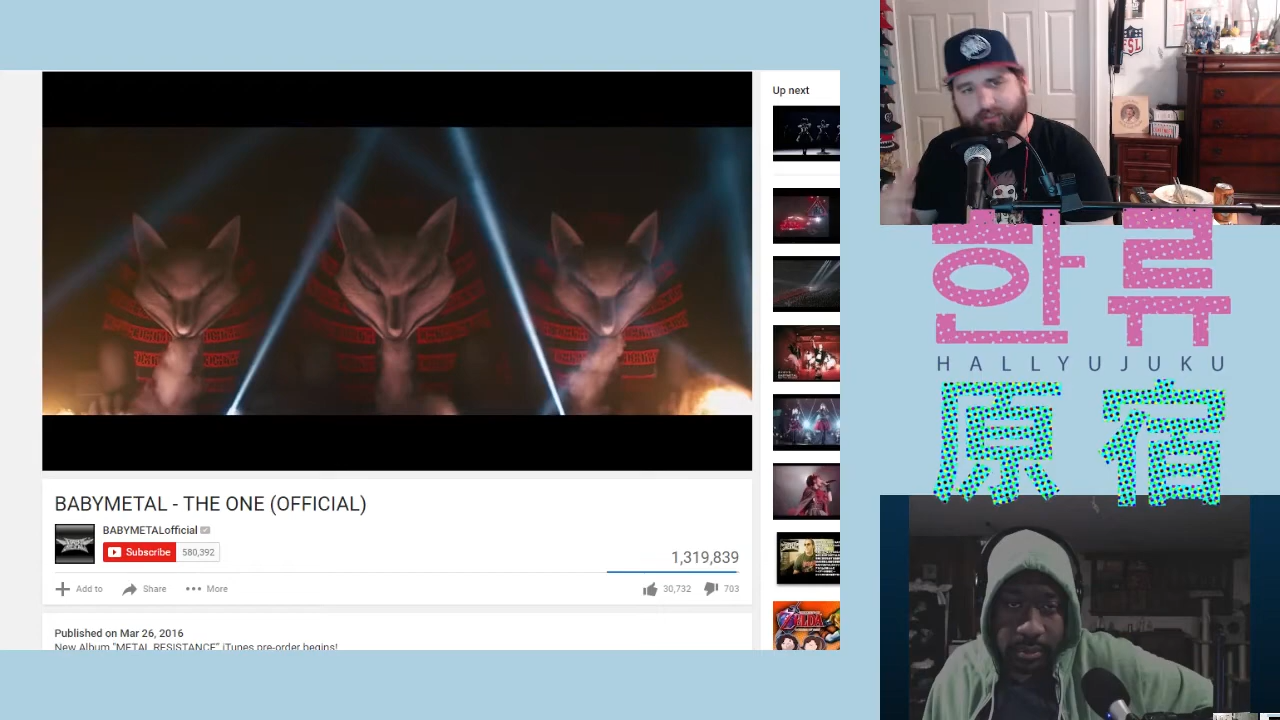 Up next
BABYMETAL - THE ONE (OFFICIAL)
BABYMETALofficial
Subscribe 580,392
1,319,839
Add to Share More 30,732 703
Published on Mar 26, 2016
New Album "METAL RESISTANCE" iTunes pre-order begins!
NFL
한류
HALLYUJUKU
原宿
ZELDA